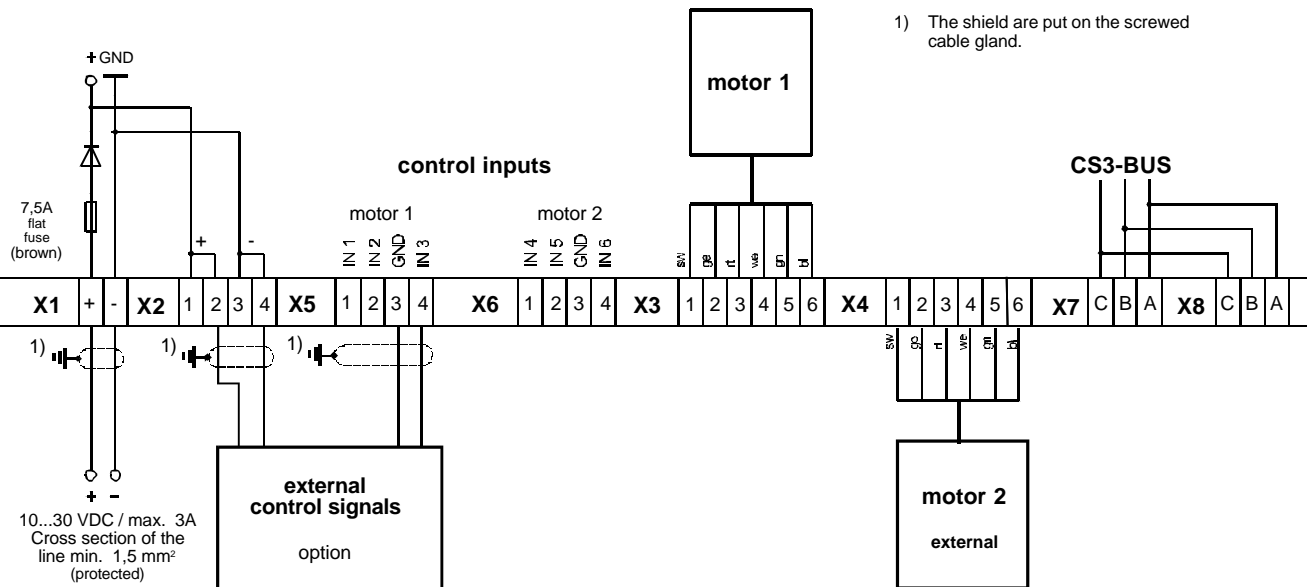 1) The shield are put on the screwed
cable gland.
+ GND
motor 1
control inputs
CS3-BUS
7,5A
flat
fuse
(brown)
+ -
motor 1
IN 1 IN 2 GND IN 3
motor 2
IN 4 IN 5 GND IN 6
sw ge rt we gn bl
X1 + - X2 1 2 3 4 X5 1 2 3 4 X6 1 2 3 4 X3 1 2 3 4 5 6 X4 1 2 3 4 5 6 X7 C B A X8 C B A
1) 1) 1)
sw ge rt we gn bl
+ -
10...30 VDC / max. 3A
Cross section of the
line min. 1,5 mm²
(protected)
external
control signals
option
motor 2
external